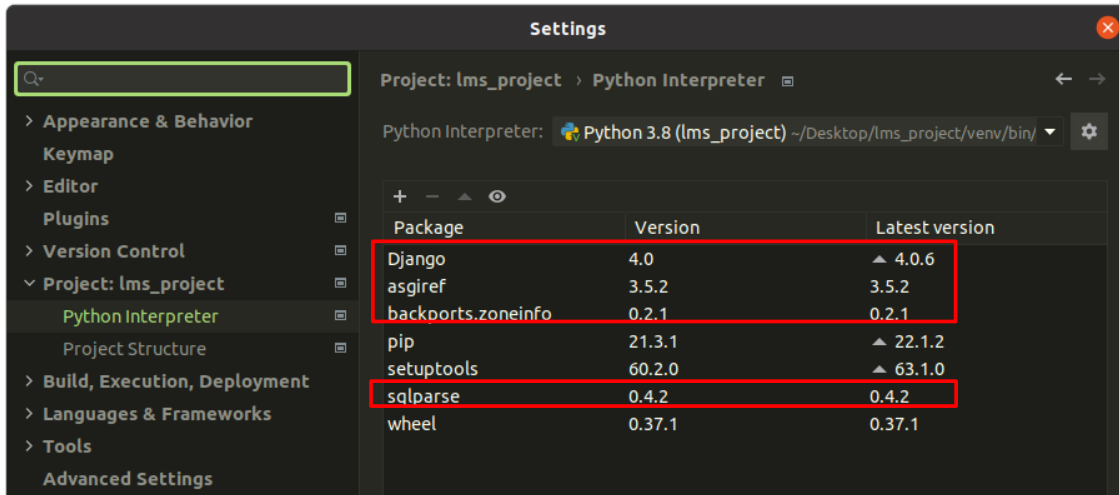 Settings
Project: lms_project > Python Interpreter
Python Interpreter: Python 3.8 (lms_project) ~/Desktop/lms_project/venv/bin/
Appearance & Behavior
Keymap
Editor
Plugins
Version Control
Project: lms_project
Python Interpreter
Project Structure
Build, Execution, Deployment
Languages & Frameworks
Tools
Advanced Settings
Package Version Latest version
Django 4.0 4.0.6
asgiref 3.5.2 3.5.2
backports.zoneinfo 0.2.1 0.2.1
pip 21.3.1 22.1.2
setuptools 60.2.0 63.1.0
sqlparse 0.4.2 0.4.2
wheel 0.37.1 0.37.1